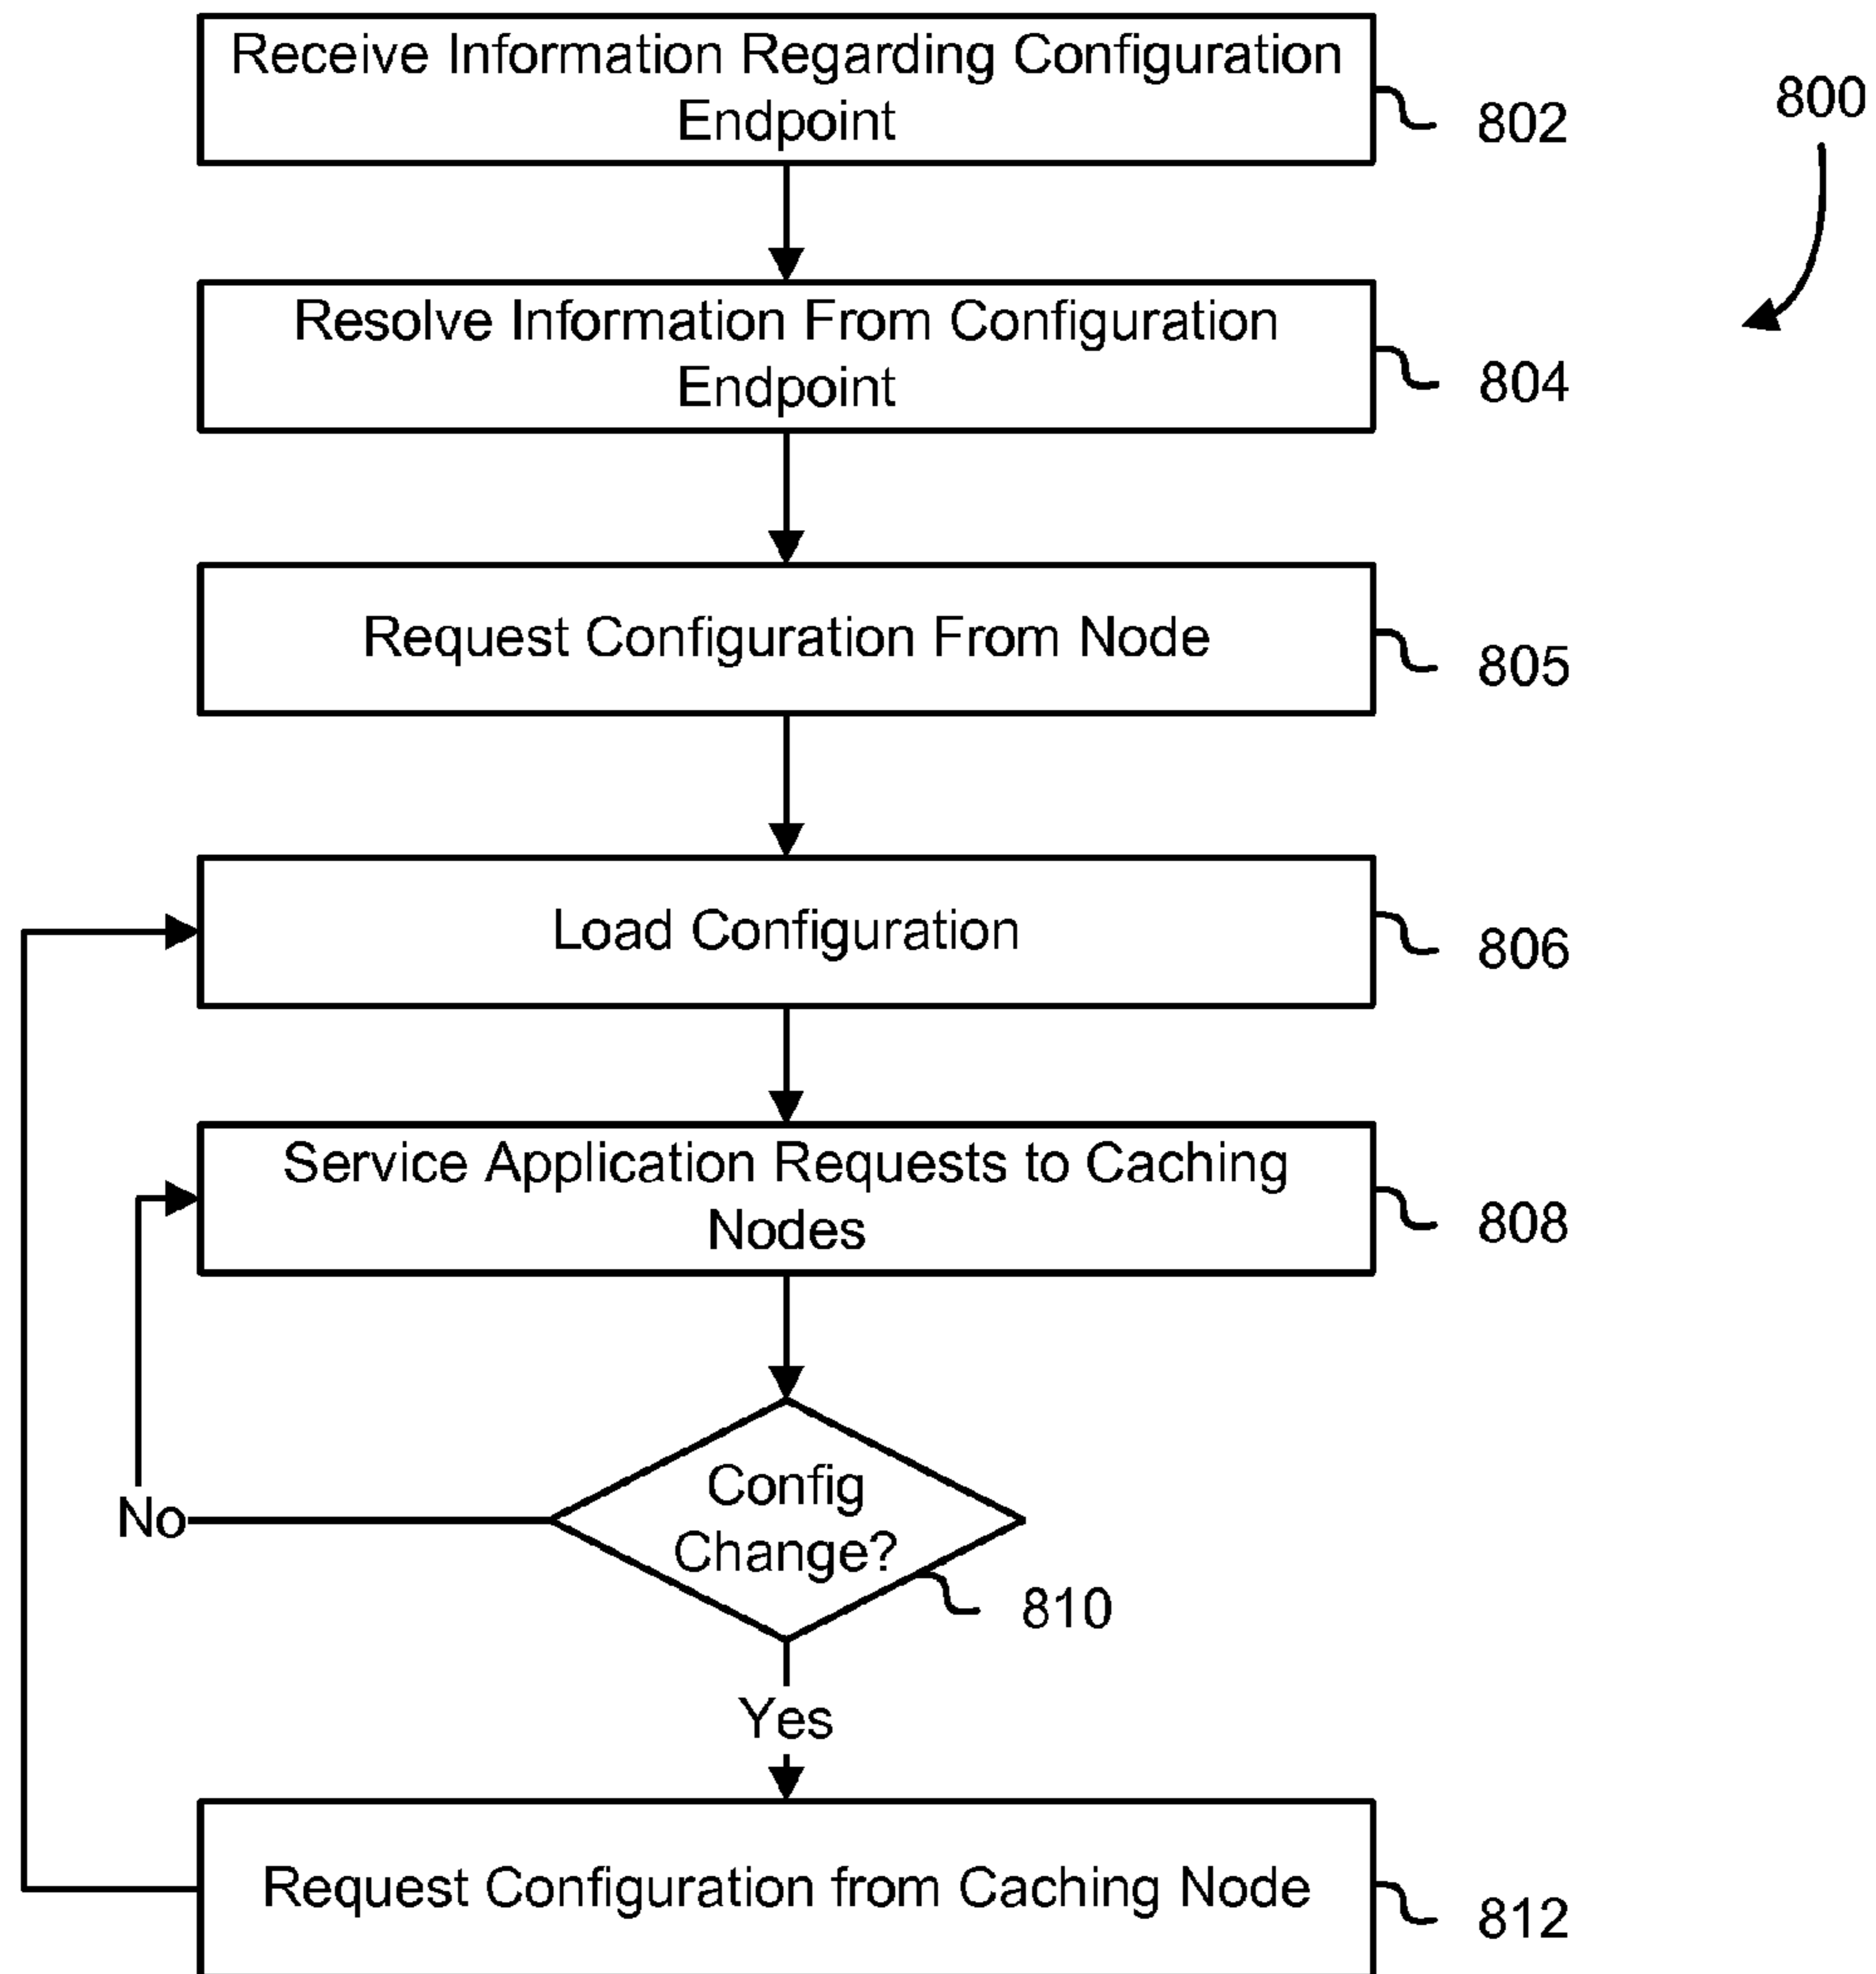 Receive Information Regarding Configuration
Endpoint
802
800
Resolve Information From Configuration
Endpoint
804
Request Configuration From Node
805
Load Configuration
806
Service Application Requests to Caching
Nodes
808
Config
Change?
No
810
Yes
Request Configuration from Caching Node
812